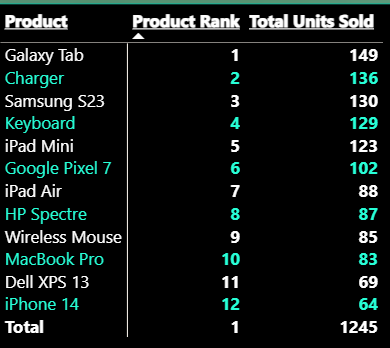 Product Product Rank Total Units Sold
Galaxy Tab 1 149
Charger 2 136
Samsung S23 3 130
Keyboard 4 129
iPad Mini 5 123
Google Pixel 7 6 102
iPad Air 7 88
HP Spectre 8 87
Wireless Mouse 9 85
MacBook Pro 10 83
Dell XPS 13 11 69
iPhone 14 12 64
Total 1 1245